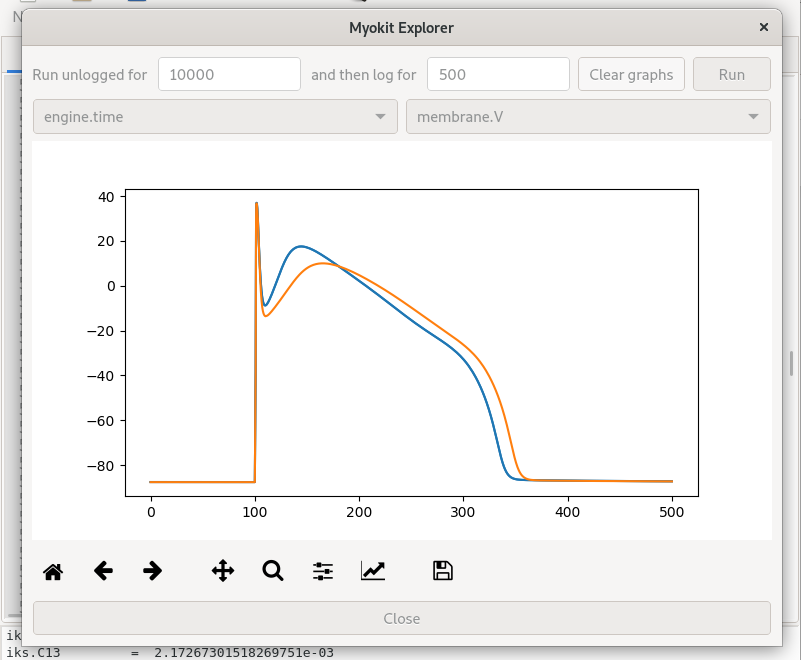 N
Myokit Explorer
×
Run unlogged for 10000 and then log for 500 Clear graphs Run
engine.time membrane.V
40
20
0
−20
−40
−60
−80
0 100 200 300 400 500
Close
ik
iks.C13 = 2.17267301518269751e-03